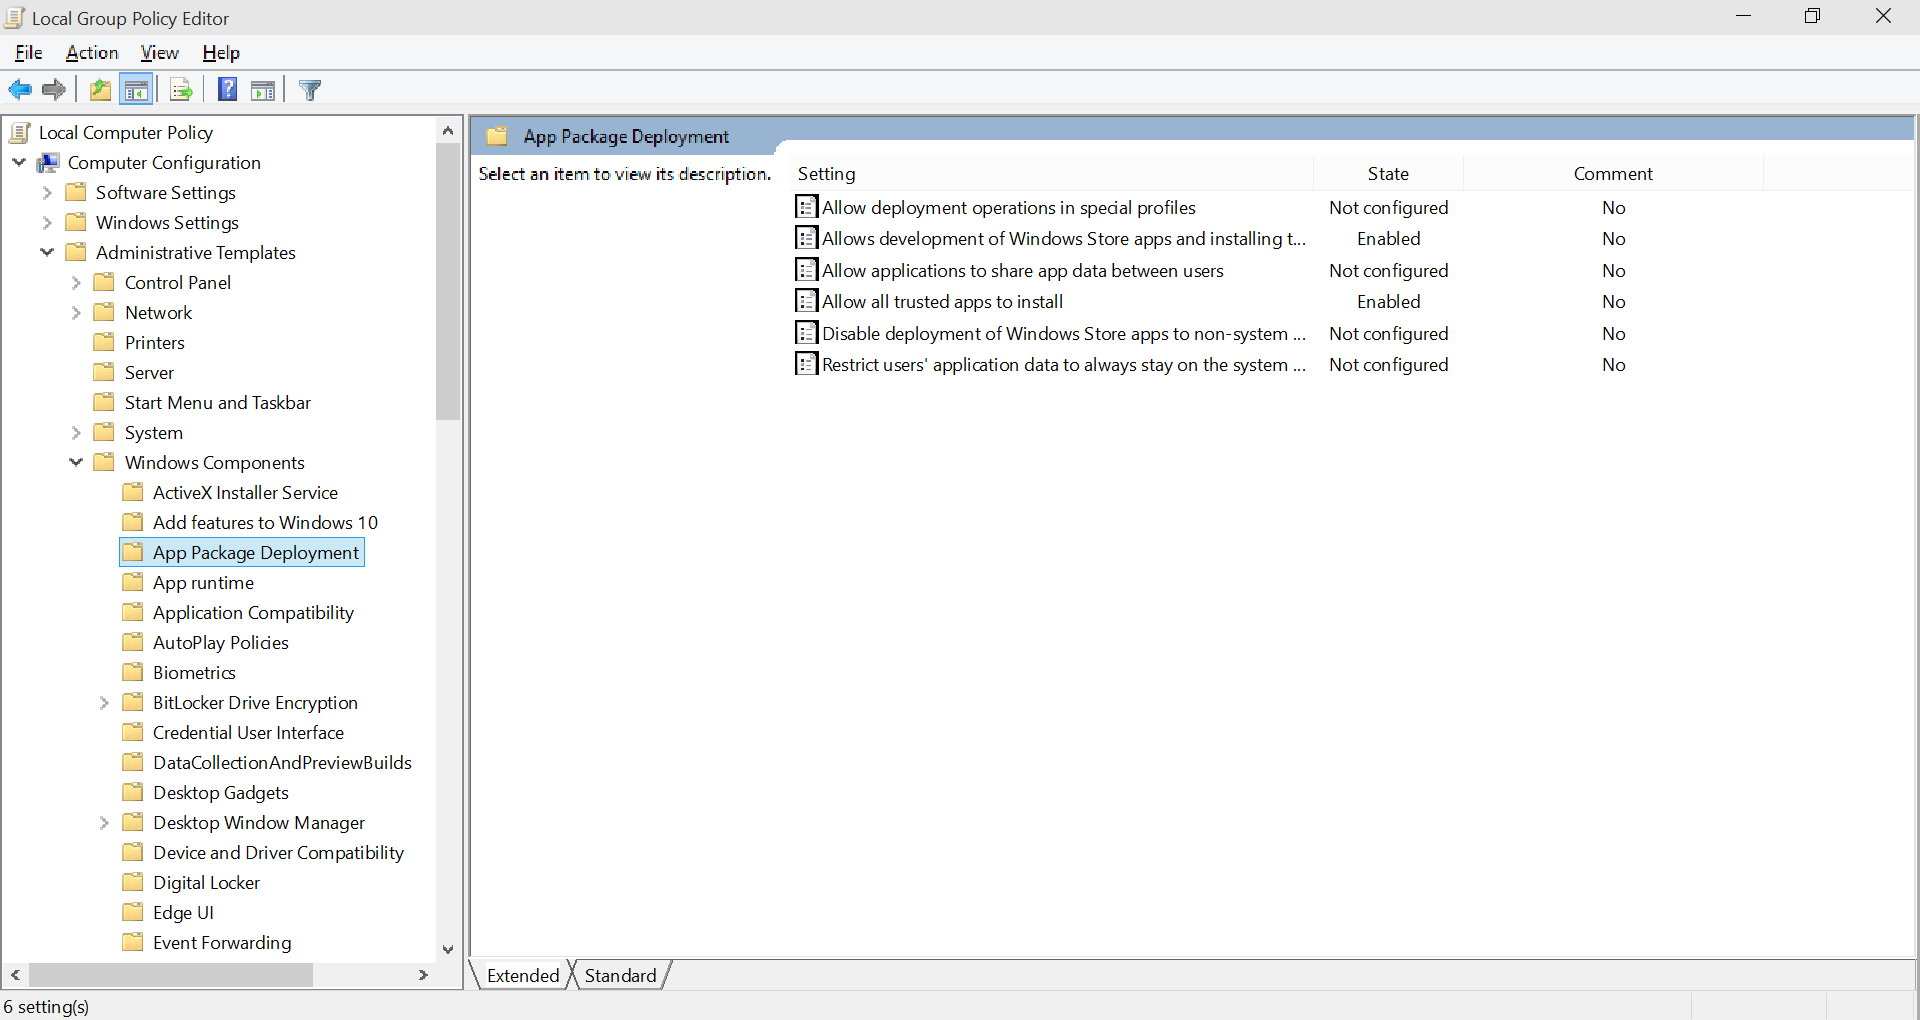 Local Group Policy Editor
File Action View Help
Local Computer Policy
Computer Configuration
Software Settings
Windows Settings
Administrative Templates
Control Panel
Network
Printers
Server
Start Menu and Taskbar
System
Windows Components
ActiveX Installer Service
Add features to Windows 10
App Package Deployment
App runtime
Application Compatibility
AutoPlay Policies
Biometrics
BitLocker Drive Encryption
Credential User Interface
DataCollectionAndPreviewBuilds
Desktop Gadgets
Desktop Window Manager
Device and Driver Compatibility
Digital Locker
Edge UI
Event Forwarding
App Package Deployment
Select an item to view its description.
Setting State Comment
Allow deployment operations in special profiles Not configured No
Allows development of Windows Store apps and installing t... Enabled No
Allow applications to share app data between users Not configured No
Allow all trusted apps to install Enabled No
Disable deployment of Windows Store apps to non-system ... Not configured No
Restrict users' application data to always stay on the system ... Not configured No
Extended Standard
6 setting(s)